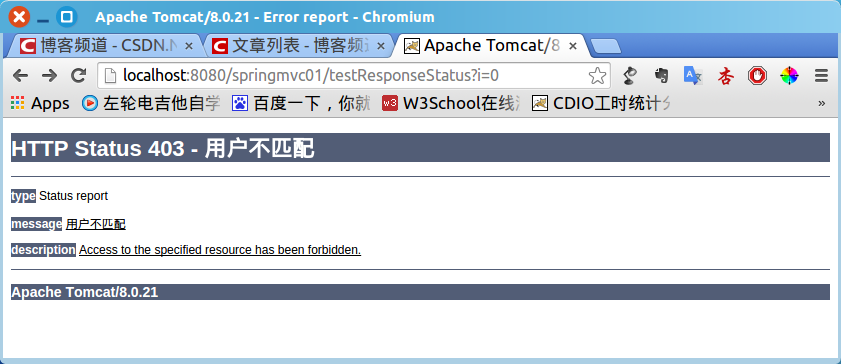 Apache Tomcat/8.0.21 - Error report - Chromium
博客频道 - CSDN.N
文章列表 - 博客频
Apache Tomcat/8
localhost:8080/springmvc01/testResponseStatus?i=0
Apps 左轮电吉他自学 百度一下，你就 W3School在线 CDIO工时统计 »
HTTP Status 403 - 用户不匹配
type Status report
message 用户不匹配
description Access to the specified resource has been forbidden.
Apache Tomcat/8.0.21